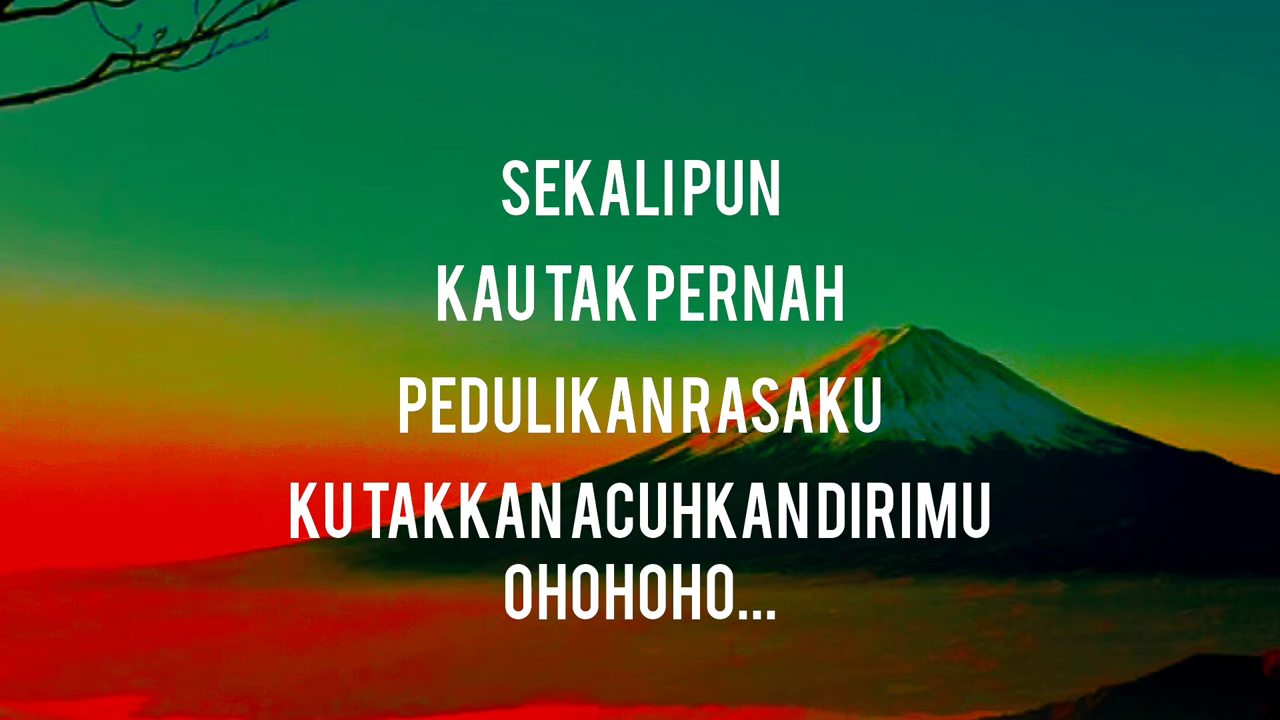 SEKALIPUN
KAU TAK PERNAH
PEDULIKAN RASAKU
KU TAKKAN ACUHKAN DIRIMU
OHOHOHO...